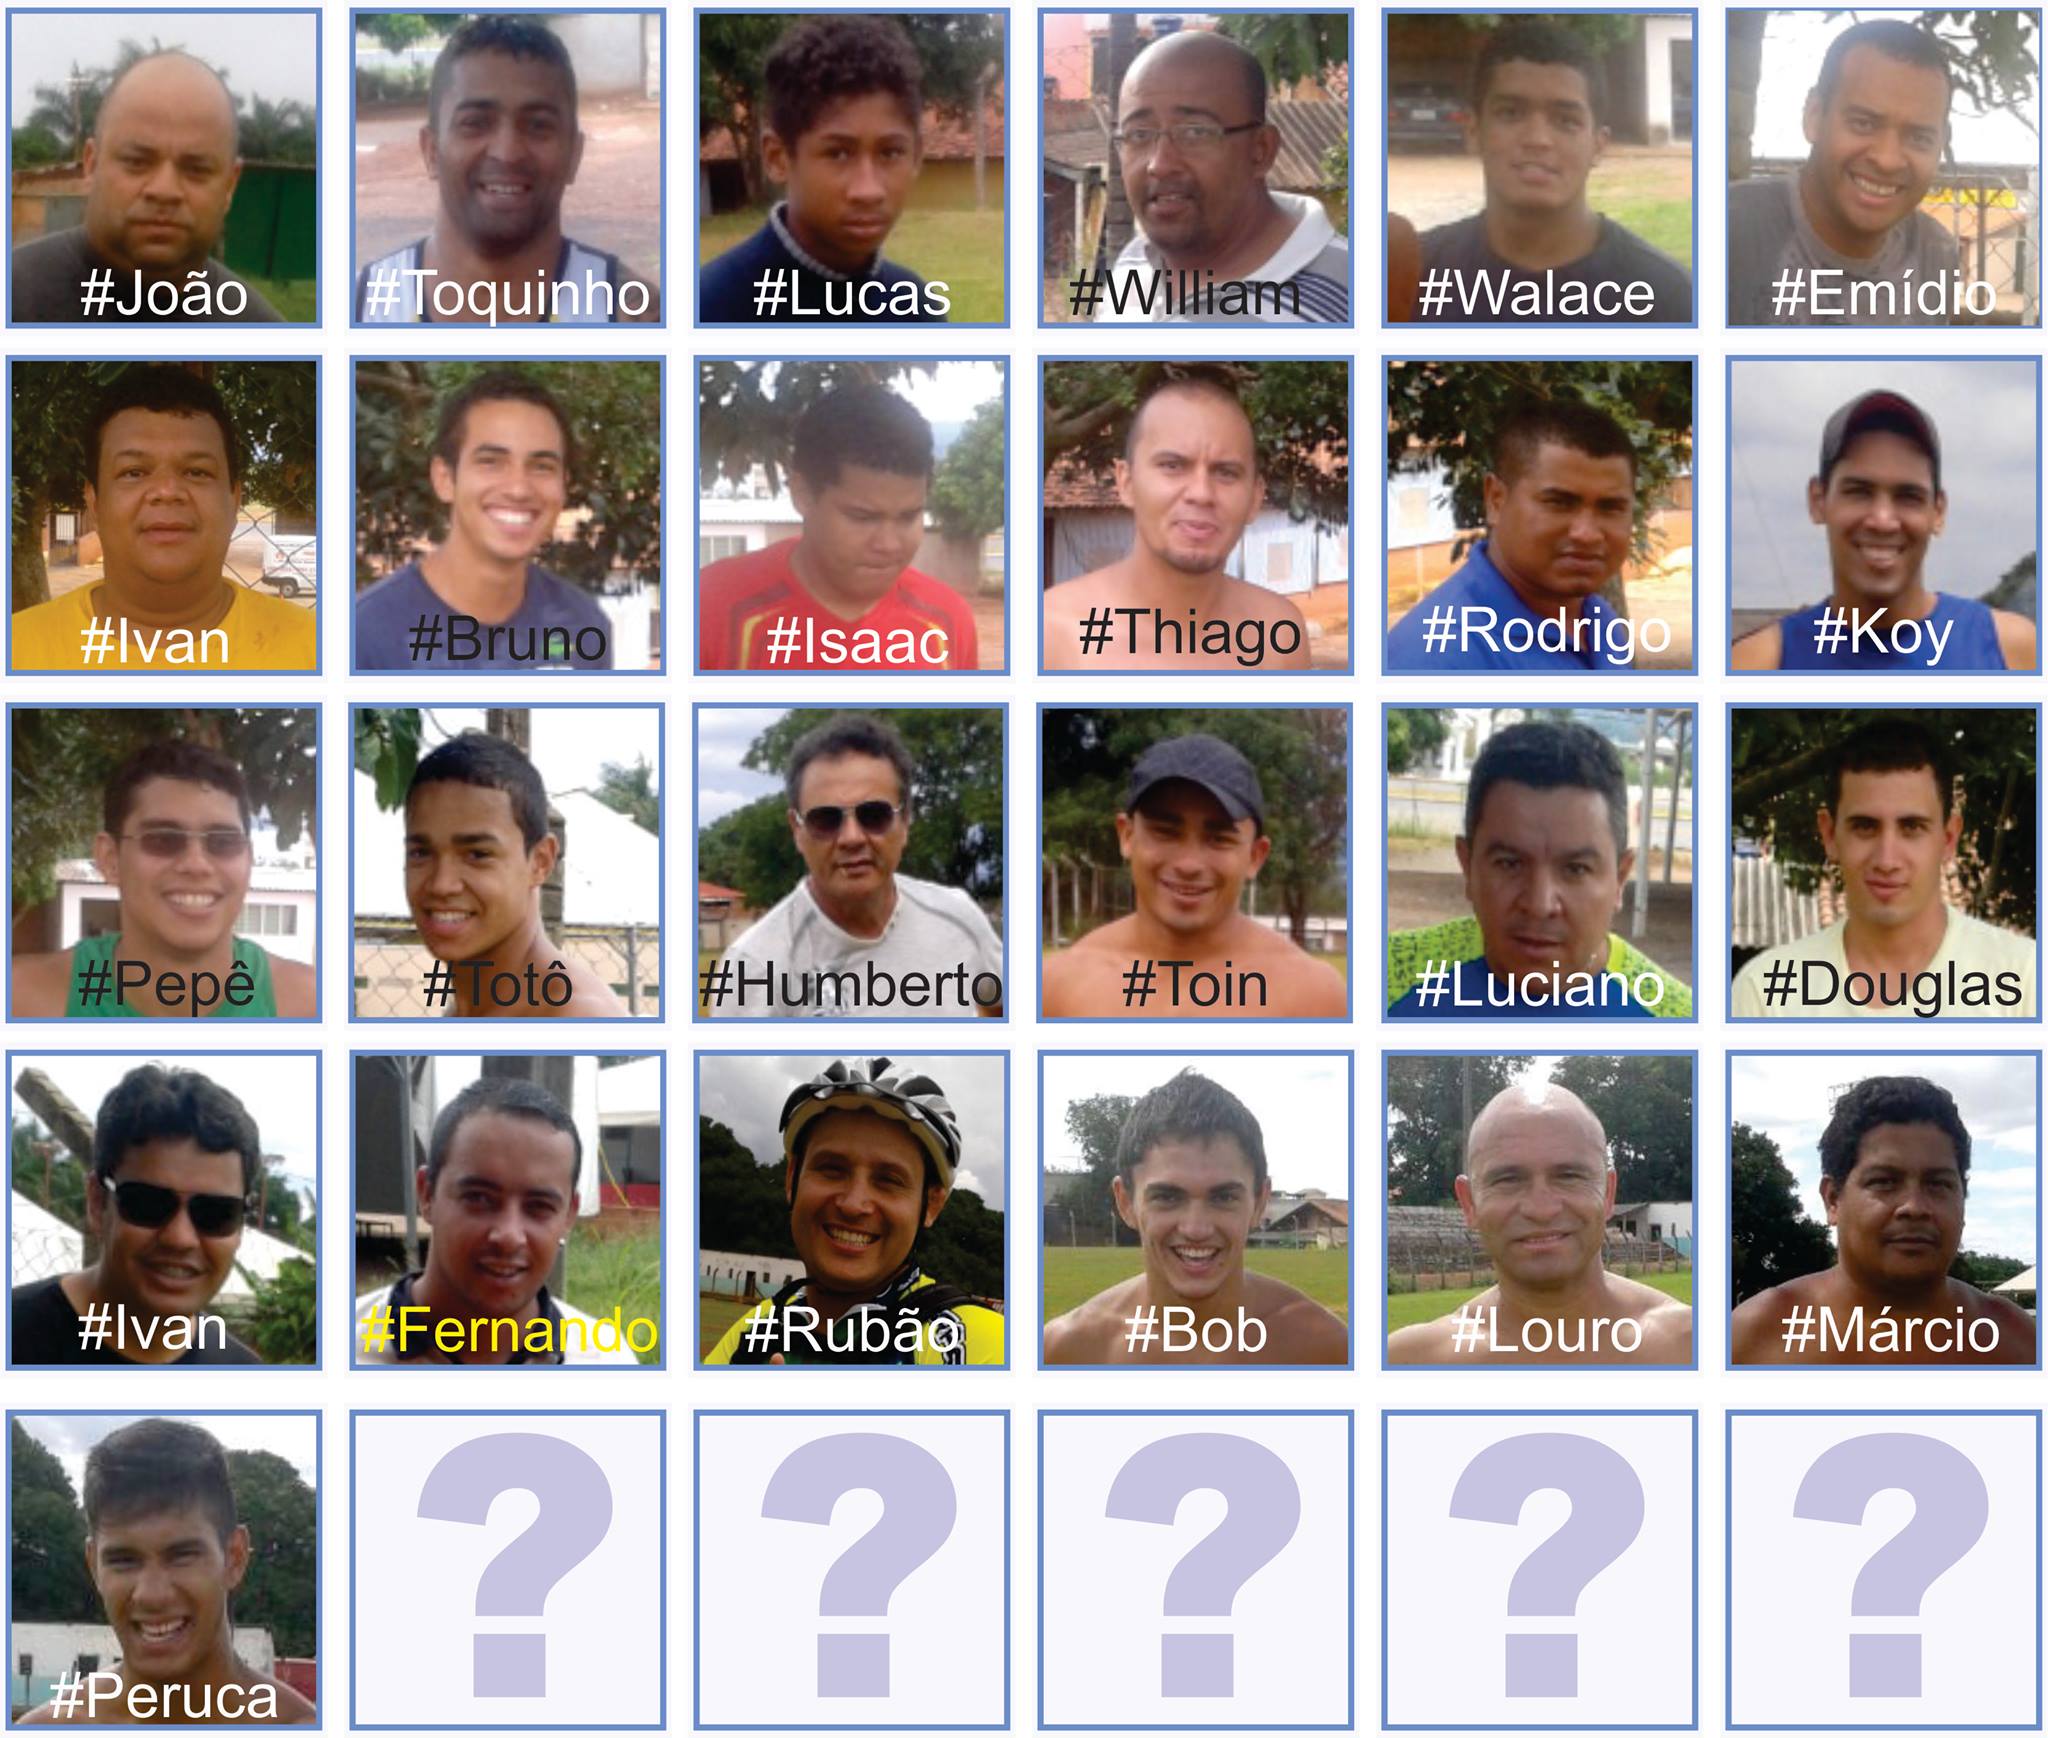 #João
#Toquinho
#Lucas
#William
#Walace
#Emídio
#Ivan
#Bruno
#Isaac
#Thiago
#Rodrigo
#Koy
#Pepê
#Totô
#Humberto
#Toin
#Luciano
#Douglas
#Ivan
#Fernando
#Rubão
#Bob
#Louro
#Márcio
#Peruca
?
?
?
?
?